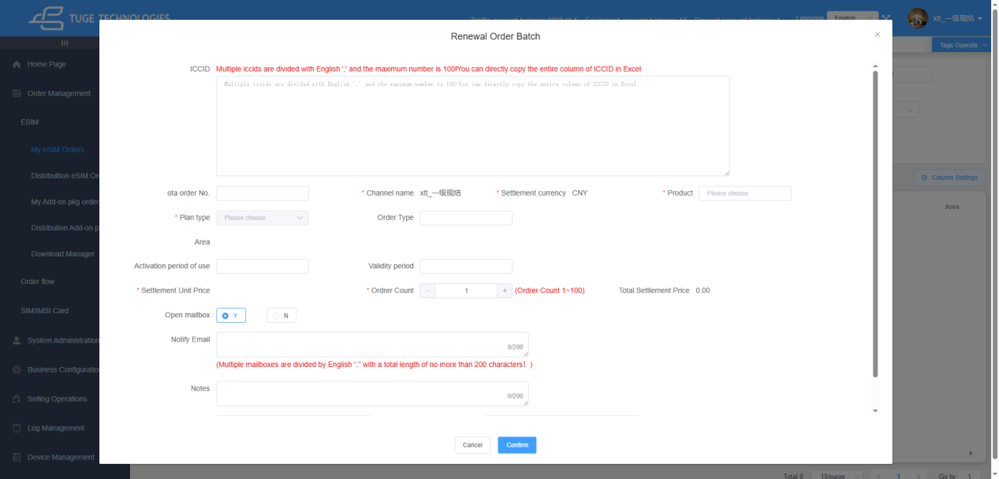 TUGE TECHNOLOGIES
Language English xtt_一级现结
Tags Operate
Home Page
Order Management
ESIM
My eSIM Orders
Distribultion eSIM Or
My Add-on pkg order
Distribution Add-on p
Download Manager
Order flow
SIM/IMSI Card
System Administration
Business Configuration
Selling Operations
Log Management
Device Management
Renewal Order Batch
ICCID Multiple iccids are divided with English ',' and the maximum number is 100!You can directly copy the entire column of ICCID in Excel
Multiple iccids are divided with English ',' and the maximum number is 100!You can directly copy the entire column of ICCID in Excel
ota order No. * Channel name xtt_一级现结 * Settlement currency CNY * Product Please choose
* Plan type Please choose Order Type
Area
Activation period of use Validity period
* Settlement Unit Price * Ordrer Count − 1 + (Ordrer Count 1~100) Total Settlement Price 0.00
Open mailbox Y N
Notify Email
0/200
(Multiple mailboxes are divided by English “,” with a total length of no more than 200 characters！)
Notes
0/200
Cancel Confirm
Column Settings
Area
Total 0 10/page 1 Go to 1